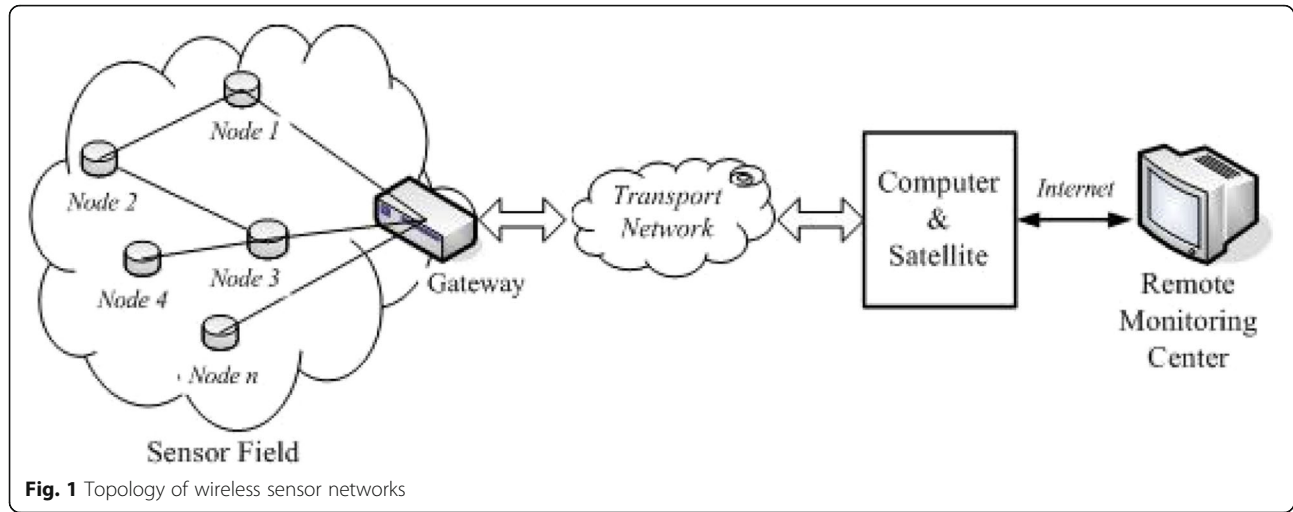 Node 1
Node 2
Node 3
Node 4
Node n
Sensor Field
Gateway
Transport
Network
Computer
&
Satellite
Internet
Remote
Monitoring
Center
Fig. 1 Topology of wireless sensor networks